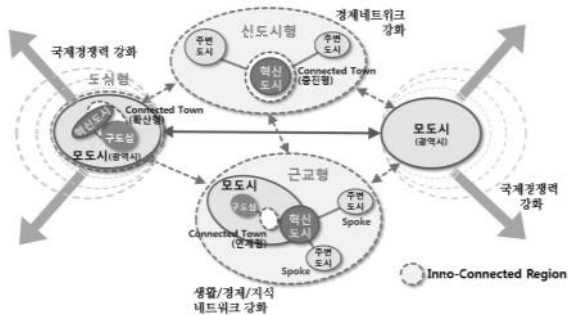 신도시형
경제네트워크
강화
주변
도시
주변
도시
혁신
도시
Connected Town
(증진형)
국제경쟁력 강화
도심형
Connected Town
(확산형)
혁신도시
구도심
모도시(광역시)
모도시
(광역시)
근교형
모도시
구도심
주변
도시
Spoke
혁신
도시
Connected Town
(연계형)
주변
도시
Spoke
국제경쟁력
강화
생활/경제/지식
네트워크 강화
Inno-Connected Region